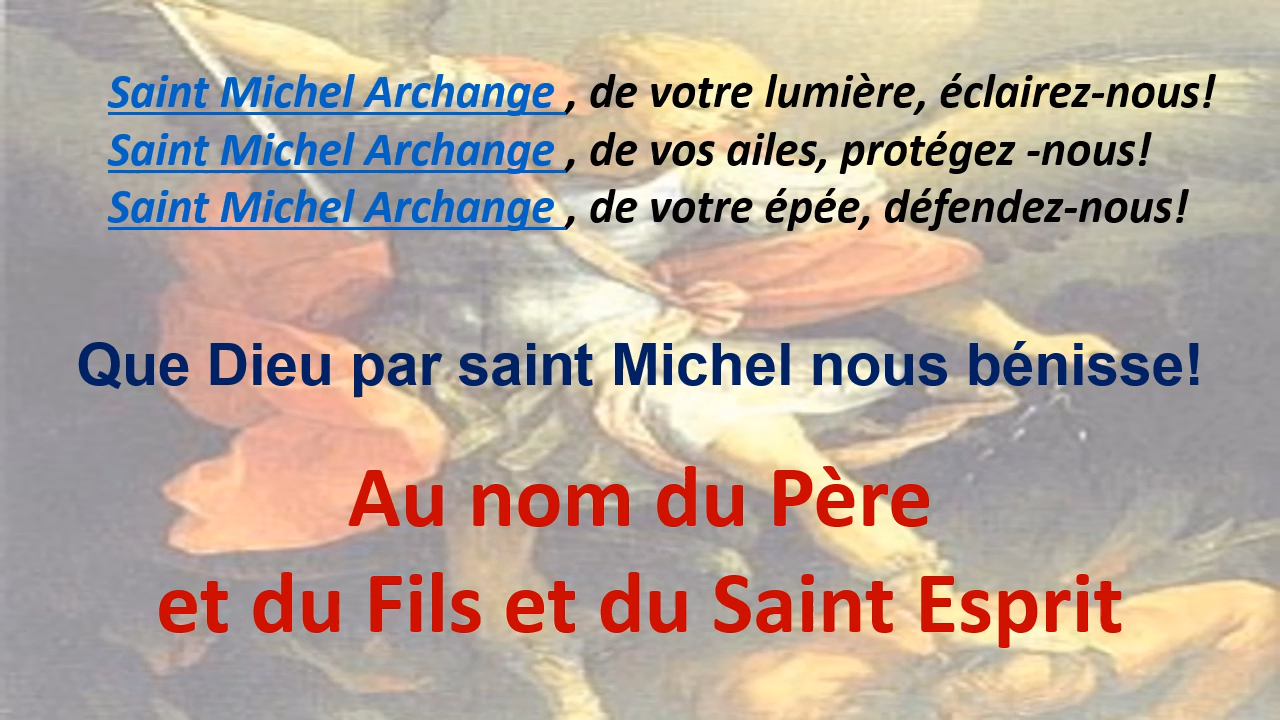 Saint Michel Archange , de votre lumière, éclairez-nous!
Saint Michel Archange , de vos ailes, protégez -nous!
Saint Michel Archange , de votre épée, défendez-nous!
Que Dieu par saint Michel nous bénisse!
Au nom du Père
et du Fils et du Saint Esprit